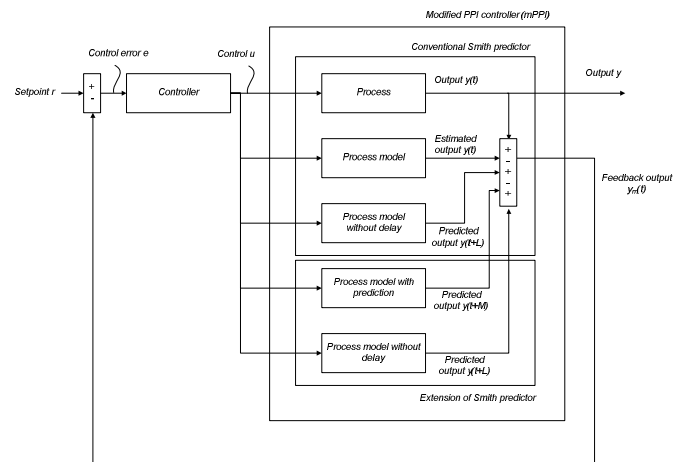 Modified PPI controller (mPPI)
Conventional Smith predictor
Control error e
Control u
Setpoint r
+
-
Controller
Process
Output y(t)
Output y
Process model
Estimated
output y(t)
+
-
+
-
+
Feedback output
ym(t)
Process model
without delay
Predicted
output y(t+L)
Process model with
prediction
Predicted
output y(t+M)
Process model without
delay
Predicted
output y(t+L)
Extension of Smith predictor